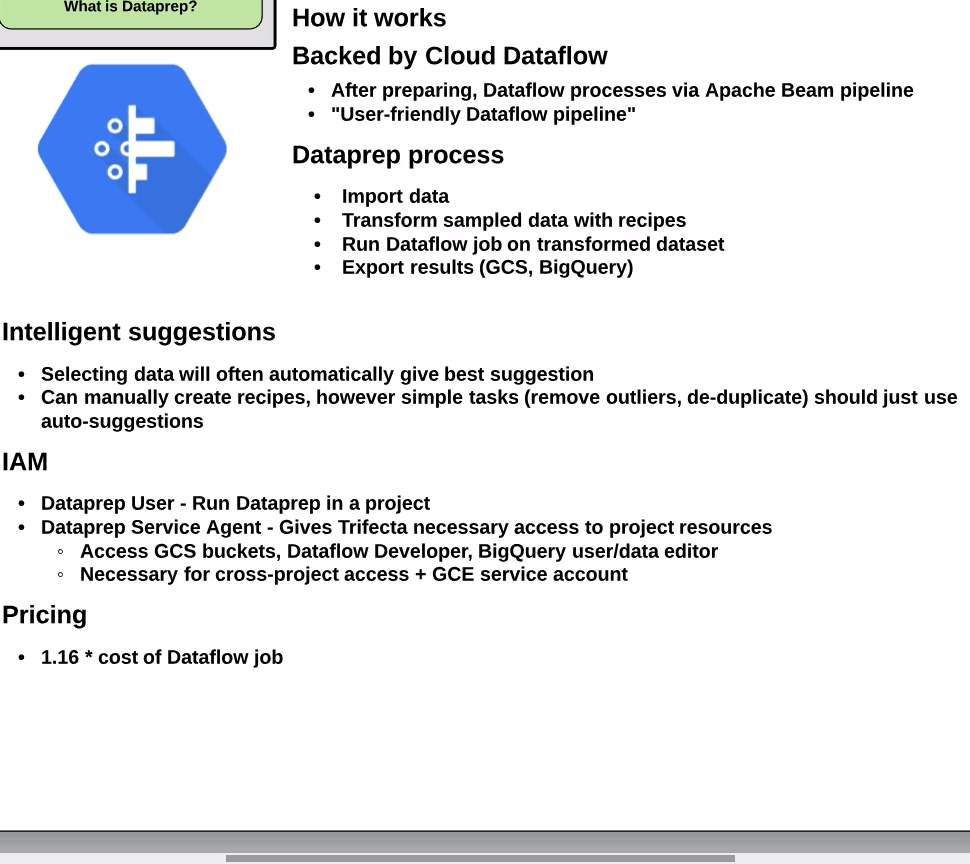 What is Dataprep?
How it works
Backed by Cloud Dataflow
• After preparing, Dataflow processes via Apache Beam pipeline
• "User-friendly Dataflow pipeline"
Dataprep process
• Import data
• Transform sampled data with recipes
• Run Dataflow job on transformed dataset
• Export results (GCS, BigQuery)
Intelligent suggestions
• Selecting data will often automatically give best suggestion
• Can manually create recipes, however simple tasks (remove outliers, de-duplicate) should just use
auto-suggestions
IAM
• Dataprep User - Run Dataprep in a project
• Dataprep Service Agent - Gives Trifecta necessary access to project resources
◦ Access GCS buckets, Dataflow Developer, BigQuery user/data editor
◦ Necessary for cross-project access + GCE service account
Pricing
• 1.16 * cost of Dataflow job